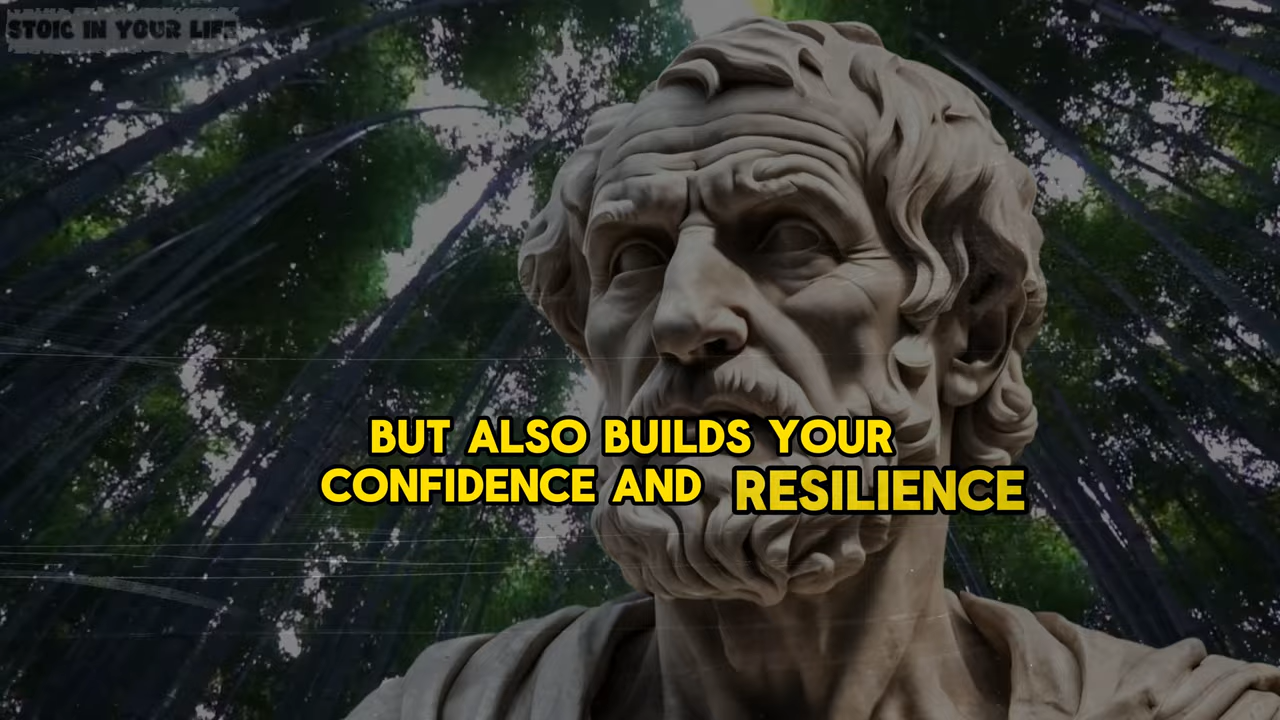 STOIC IN YOUR LIFE
BUT ALSO BUILDS YOUR
CONFIDENCE AND RESILIENCE